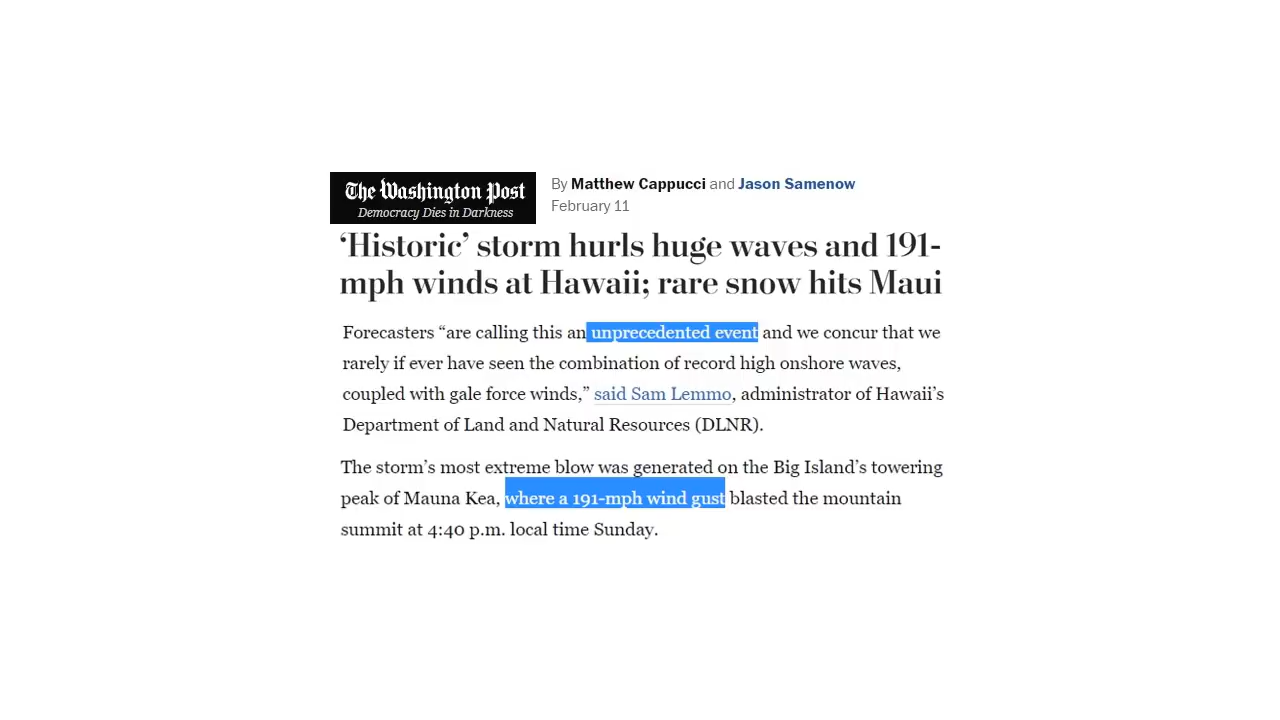 The Washington Post
Democracy Dies in Darkness
By Matthew Cappucci and Jason Samenow
February 11
‘Historic’ storm hurls huge waves and 191-
mph winds at Hawaii; rare snow hits Maui
Forecasters “are calling this an unprecedented event and we concur that we
rarely if ever have seen the combination of record high onshore waves,
coupled with gale force winds,” said Sam Lemmo, administrator of Hawaii’s
Department of Land and Natural Resources (DLNR).
The storm’s most extreme blow was generated on the Big Island’s towering
peak of Mauna Kea, where a 191-mph wind gust blasted the mountain
summit at 4:40 p.m. local time Sunday.